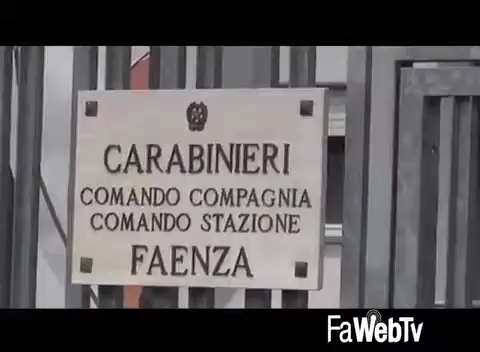 CARABINIERI
COMANDO COMPAGNIA
COMANDO STAZIONE
FAENZA
FaWebTv